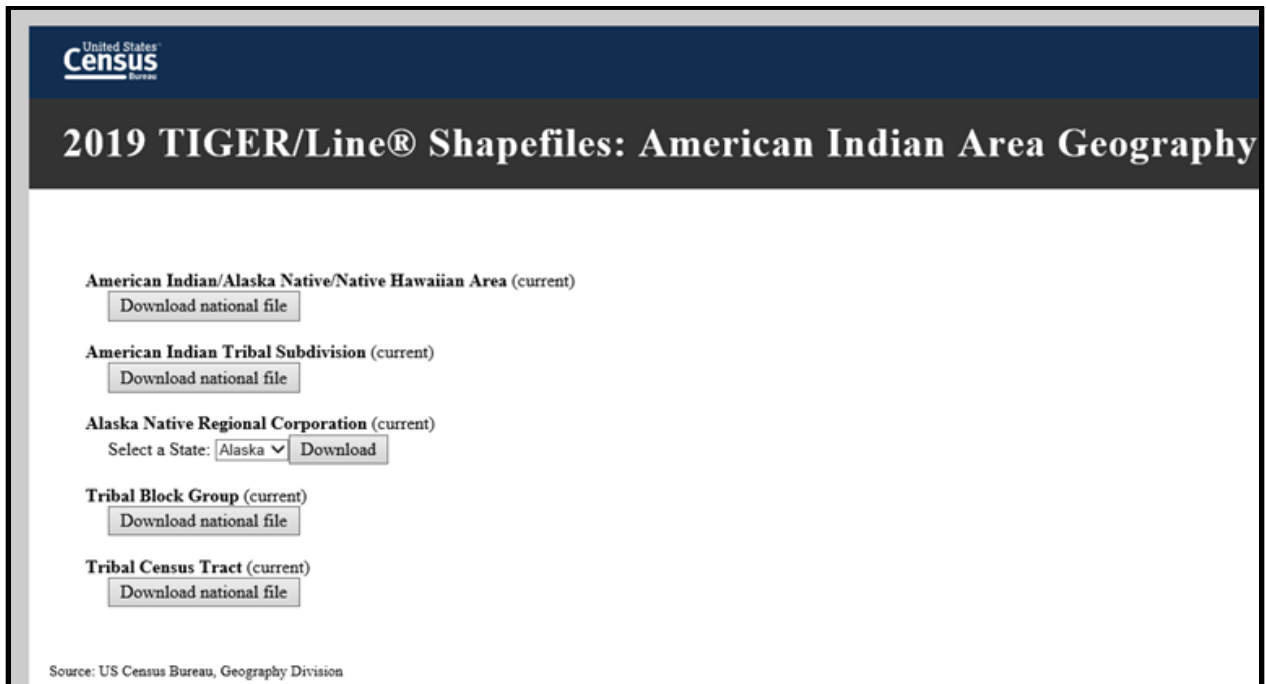 United States™
Census
Bureau
2019 TIGER/Line® Shapefiles: American Indian Area Geography
American Indian/Alaska Native/Native Hawaiian Area (current)
Download national file
American Indian Tribal Subdivision (current)
Download national file
Alaska Native Regional Corporation (current)
Select a State: Alaska Download
Tribal Block Group (current)
Download national file
Tribal Census Tract (current)
Download national file
Source: US Census Bureau, Geography Division